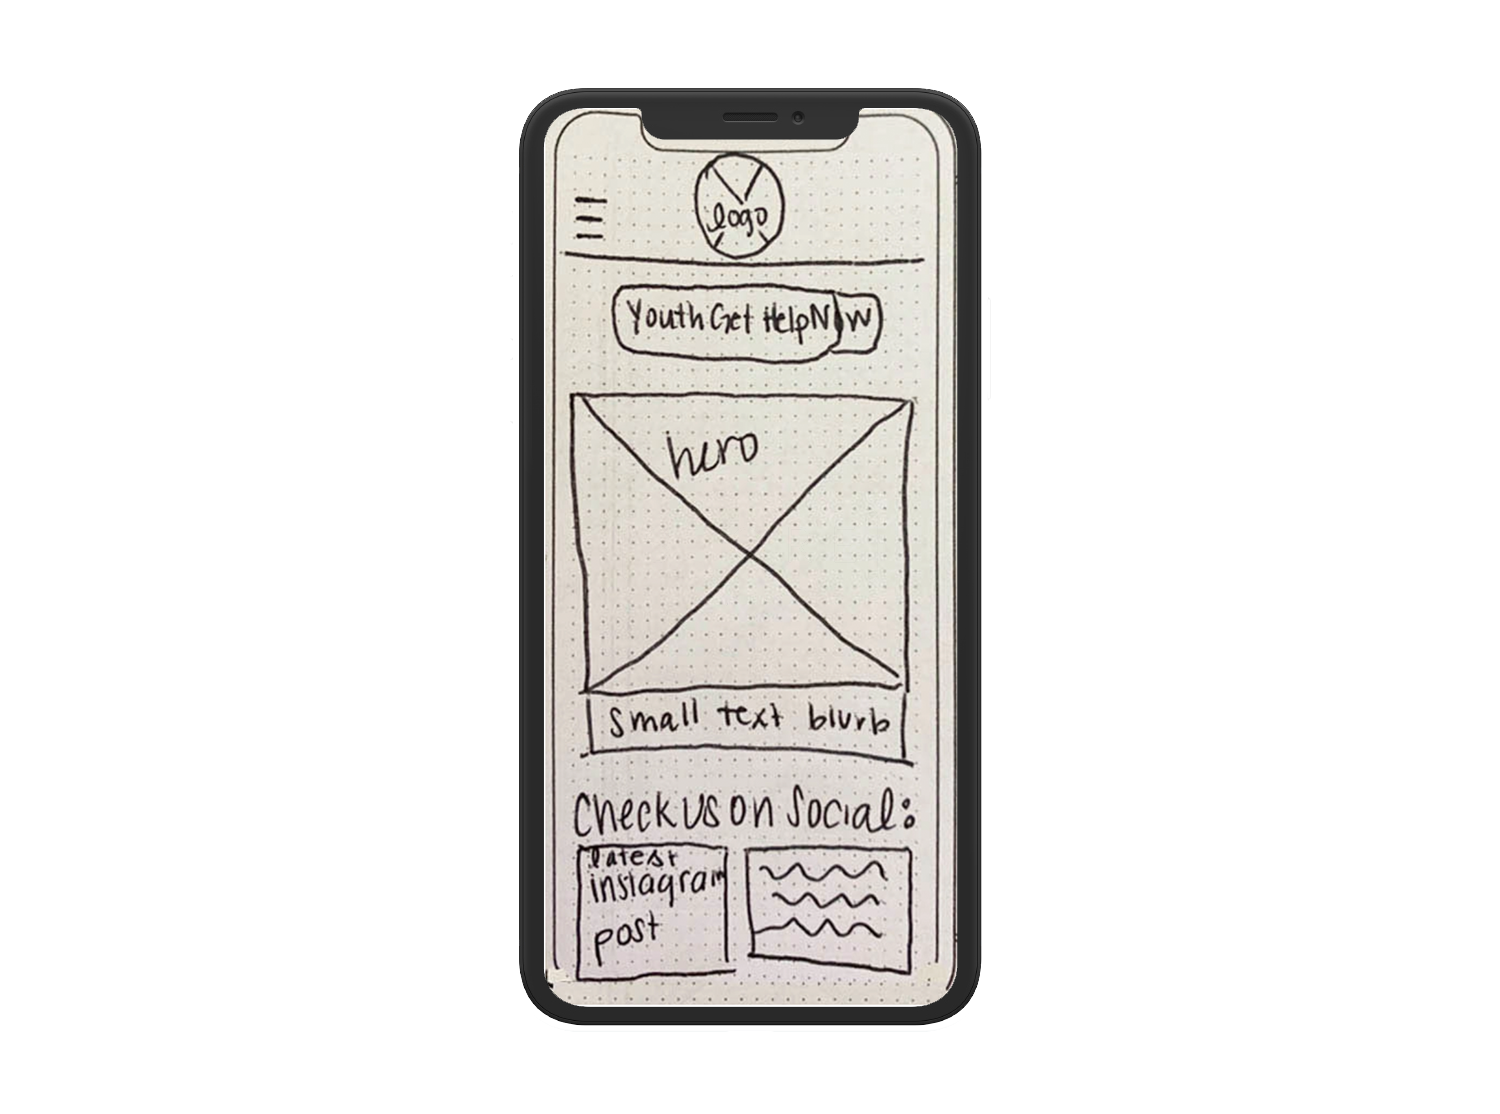 logo
Youth Get Help Now
hero
small text blurb
Check us on Social:
latest
instagram
post